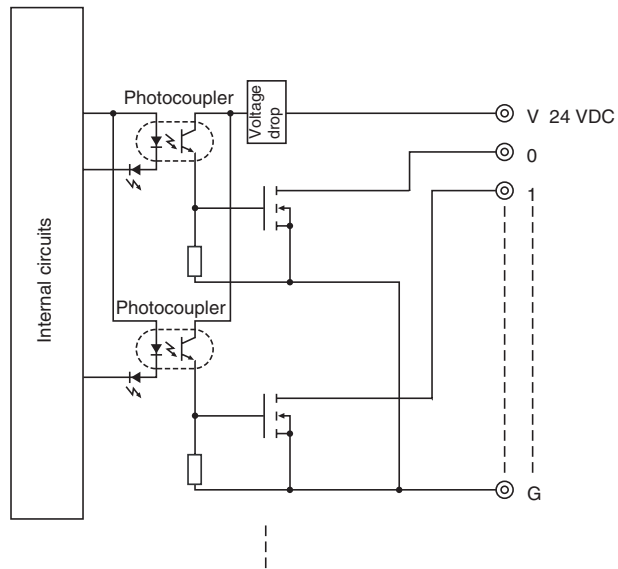 Photocoupler
Voltage
drop
V 24 VDC
0
1
Internal circuits
Photocoupler
G